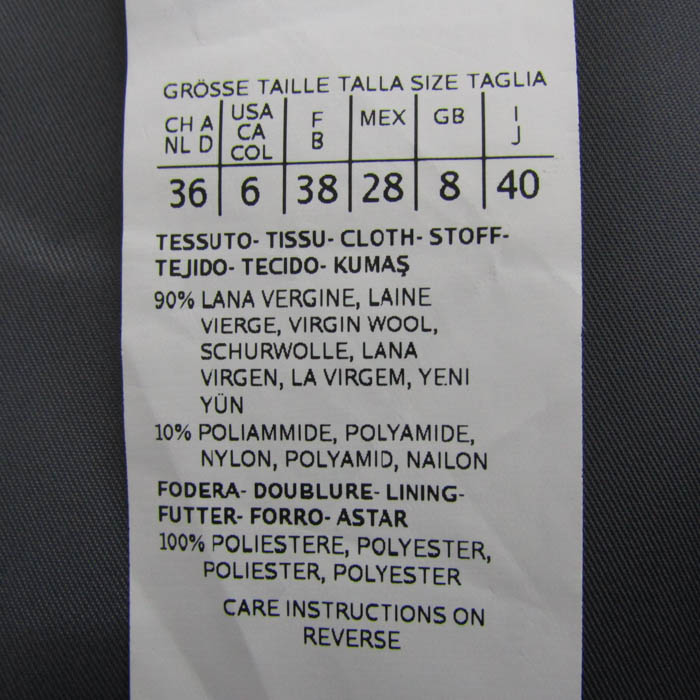 GRÖSSE TAILLE TALLA SIZE TAGLIA
CH A NL D | USA CA COL | F B | MEX | GB | I J
36 | 6 | 38 | 28 | 8 | 40
TESSUTO- TISSU- CLOTH- STOFF-
TEJIDO- TECIDO- KUMAŞ
90% LANA VERGINE, LAINE
VIERGE, VIRGIN WOOL,
SCHURWOLLE, LANA
VIRGEN, LA VIRGEM, YENI
YÜN
10% POLIAMMIDE, POLYAMIDE,
NYLON, POLYAMID, NAILON
FODERA- DOUBLURE- LINING-
FUTTER- FORRO- ASTAR
100% POLIESTERE, POLYESTER,
POLIESTER, POLYESTER
CARE INSTRUCTIONS ON
REVERSE